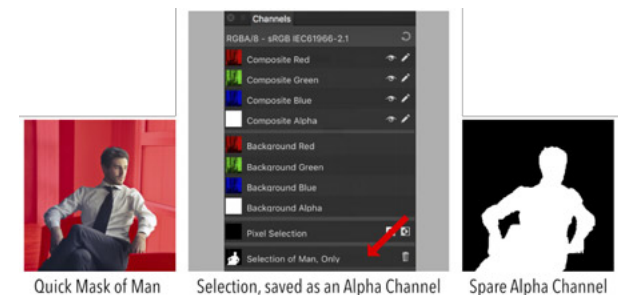 Channels
RGBA/8 - sRGB IEC61966-2.1
Composite Red
Composite Green
Composite Blue
Composite Alpha
Background Red
Background Green
Background Blue
Background Alpha
Pixel Selection
Selection of Man, Only
Quick Mask of Man
Selection, saved as an Alpha Channel
Spare Alpha Channel